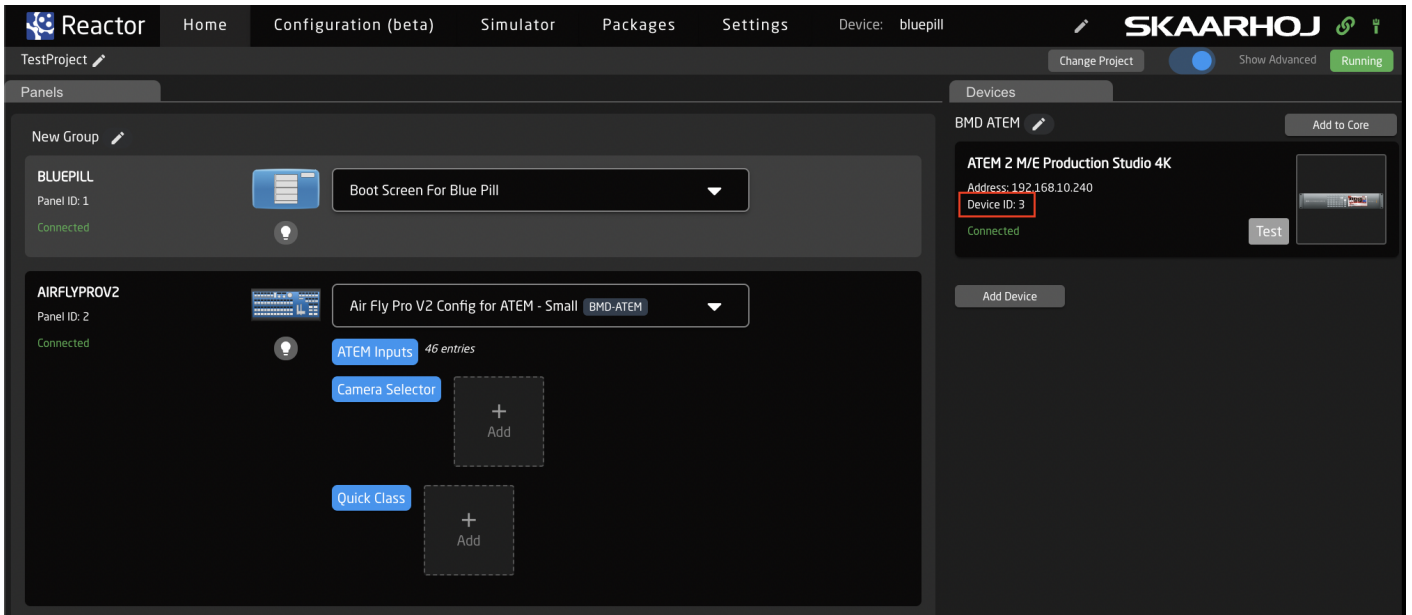 Reactor Home Configuration (beta) Simulator Packages Settings Device: bluepill SKAARHOJ
TestProject Change Project Show Advanced Running
Panels
New Group
BLUEPILL
Panel ID: 1
Connected
Boot Screen For Blue Pill
AIRFLYPROV2
Panel ID: 2
Connected
Air Fly Pro V2 Config for ATEM - Small BMD-ATEM
ATEM Inputs 46 entries
Camera Selector
+
Add
Quick Class
+
Add
Devices
BMD ATEM Add to Core
ATEM 2 M/E Production Studio 4K
Address: 192.168.10.240
Device ID: 3
Connected Test
Add Device